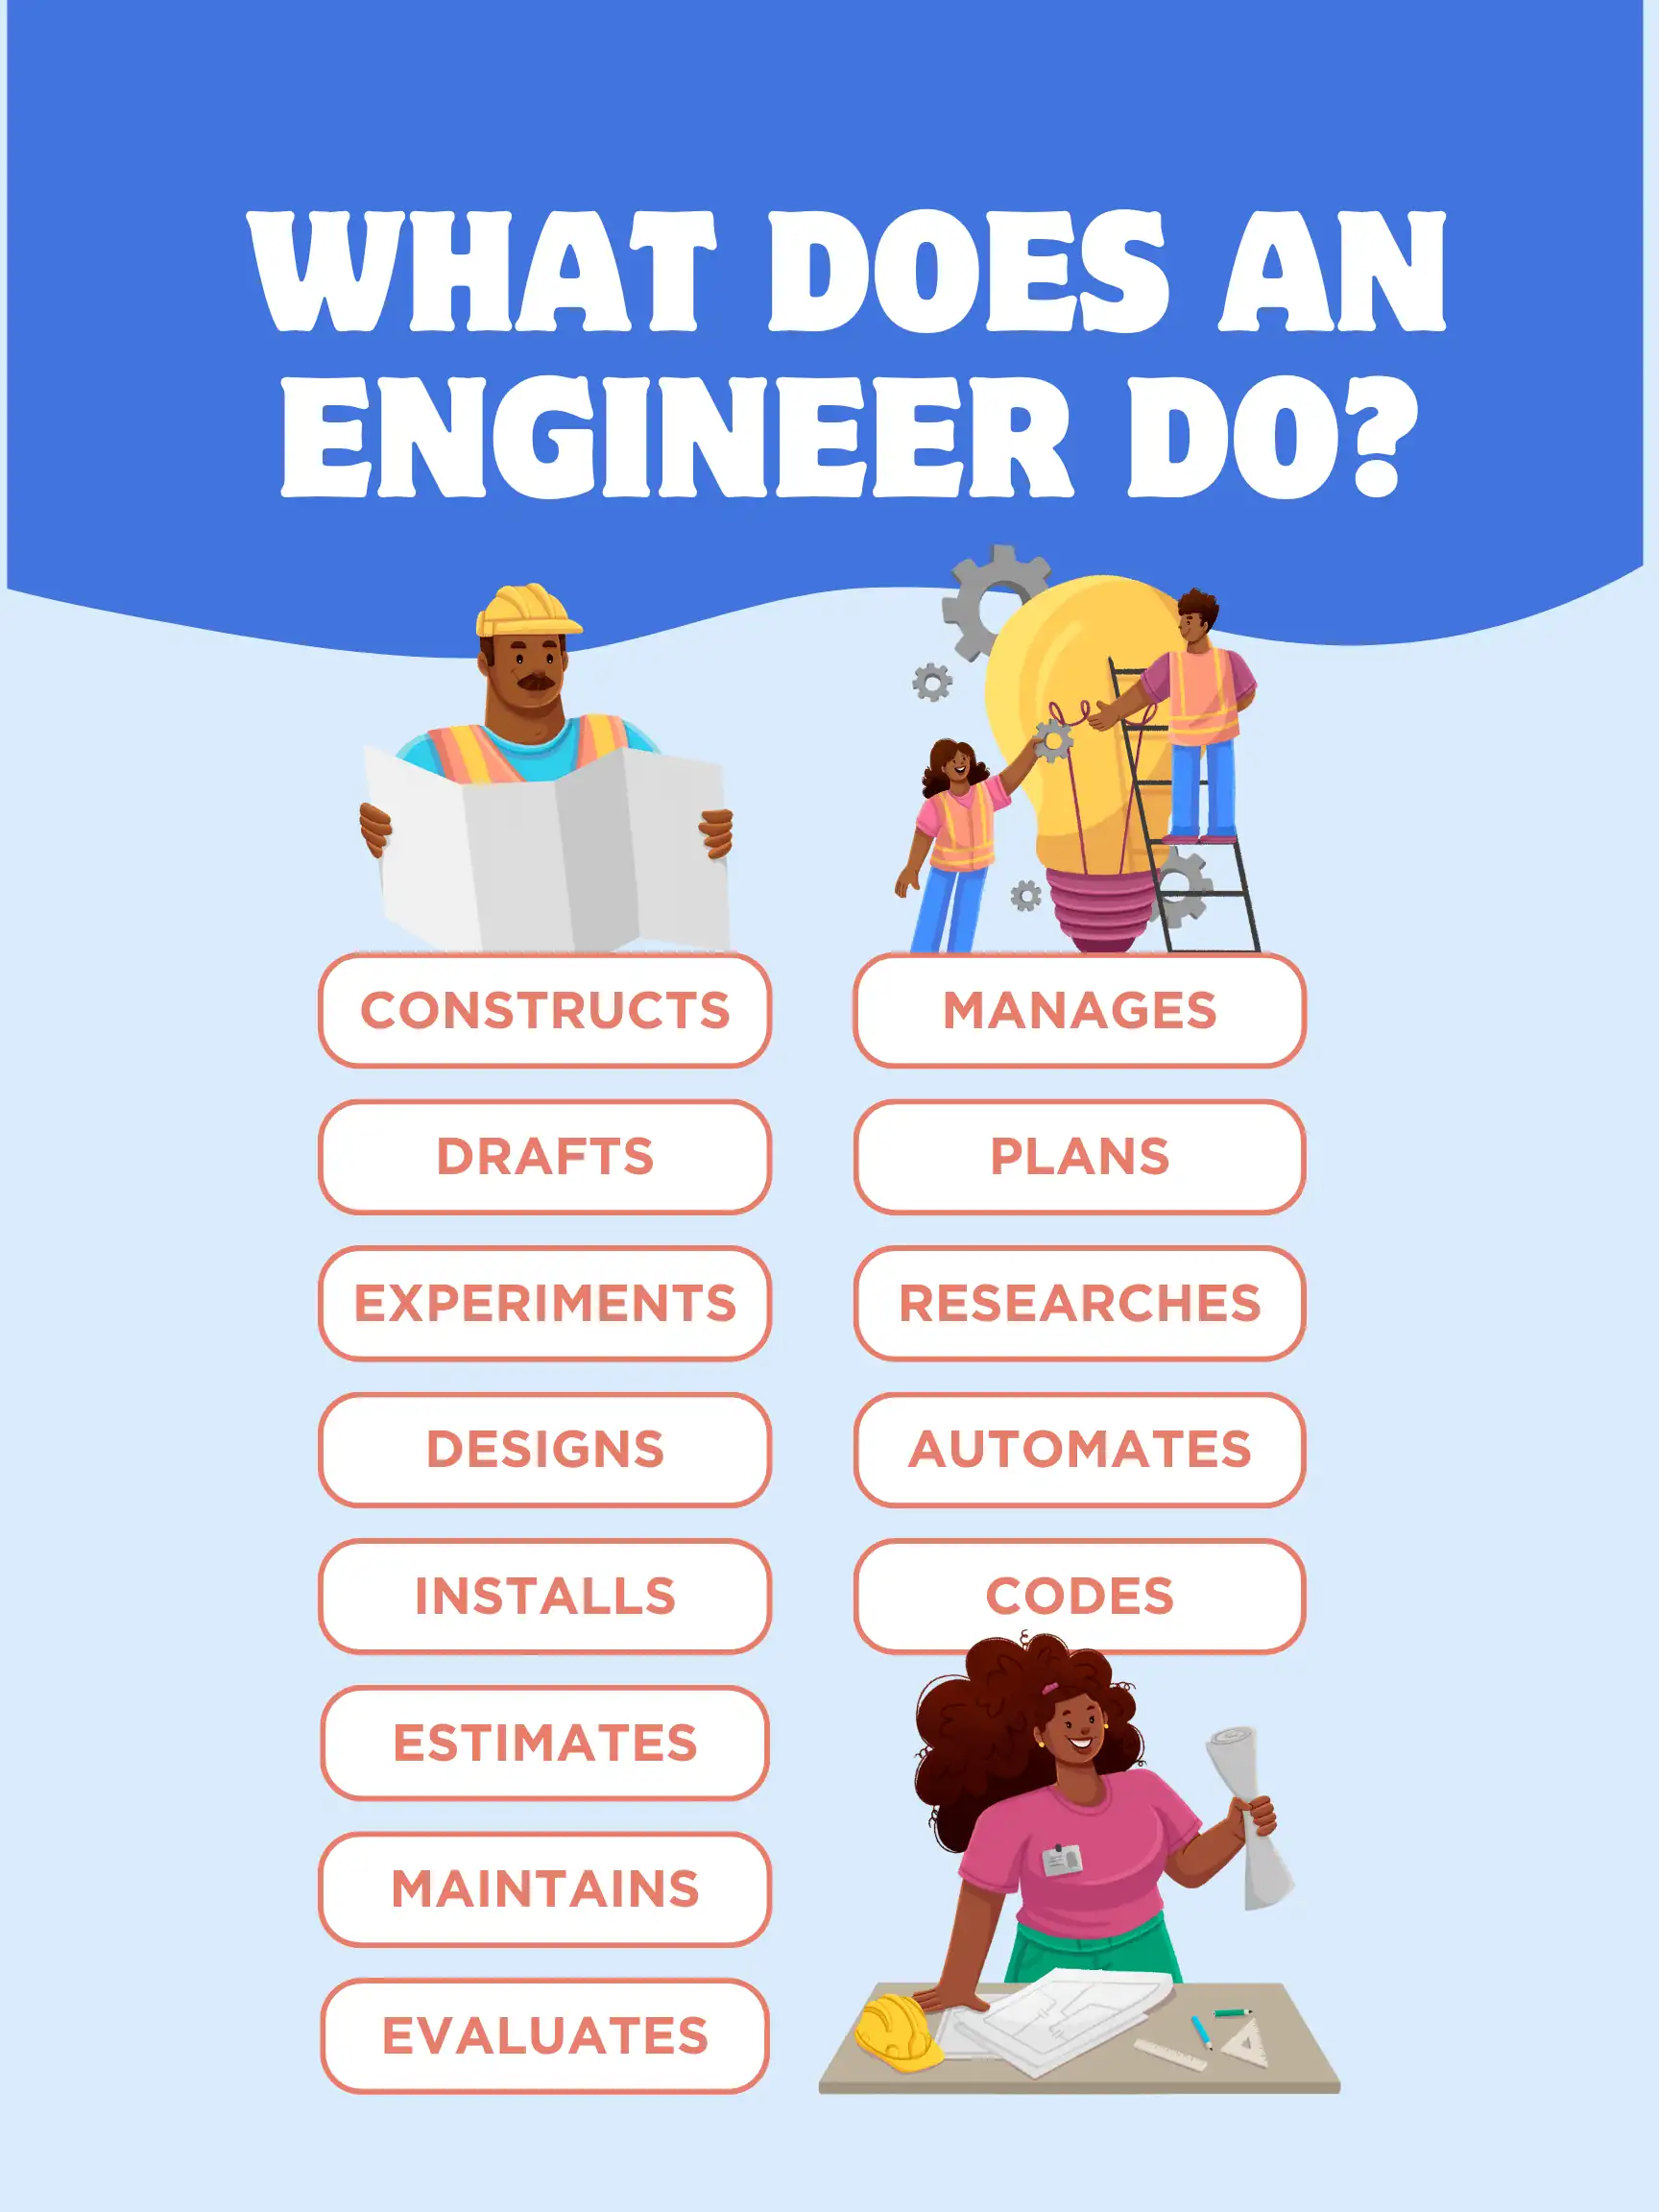 WHAT DOES AN
ENGINEER DO?
CONSTRUCTS
DRAFTS
EXPERIMENTS
DESIGNS
INSTALLS
ESTIMATES
MAINTAINS
EVALUATES
MANAGES
PLANS
RESEARCHES
AUTOMATES
CODES